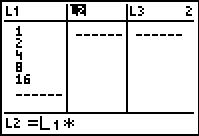 L1 L2 L3 2
1 ------ ------
2
4
8
16
------
L2 =L1*